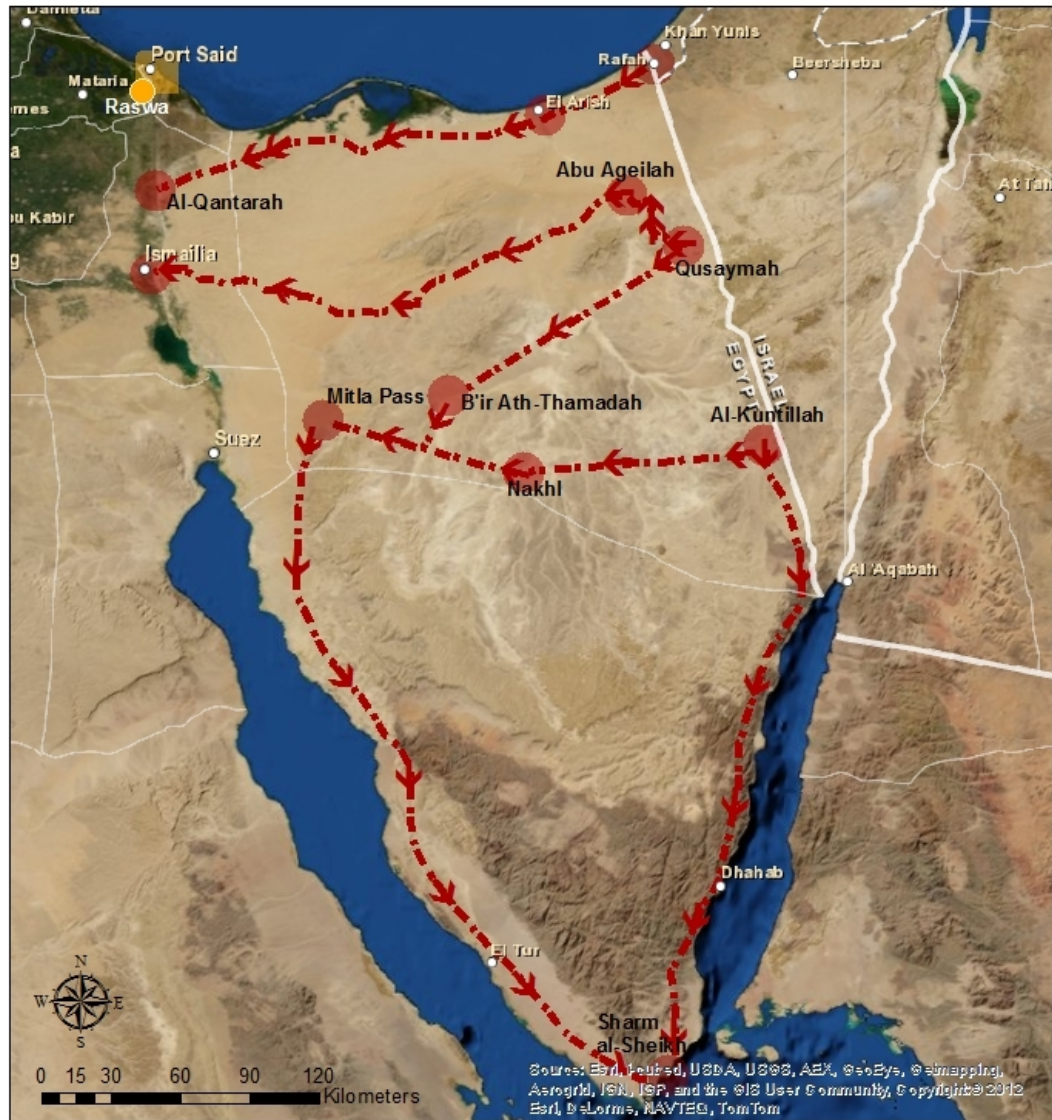 Damietta
Port Said
Mataria
Raswa
Khan Yunis
Rafah
Beersheba
El Arish
Abu Ageilah
At Tafi
Al-Qantarah
bu Kabir
Ismailia
Qusaymah
ISRAEL
EGYPT
Mitla Pass
B'ir Ath-Thamadah
Al-Kuntillah
Suez
Nakhl
Al 'Aqabah
Dhahab
El Tur
N
W E
S
Sharm
al-Sheikh
0 15 30 60 90 120
Kilometers
Source: Esri, i-cubed, USDA, USGS, AEX, GeoEye, Getmapping,
Aerogrid, IGN, IGP, and the GIS User Community, Copyright:© 2012
Esri, DeLorme, NAVTEQ, TomTom